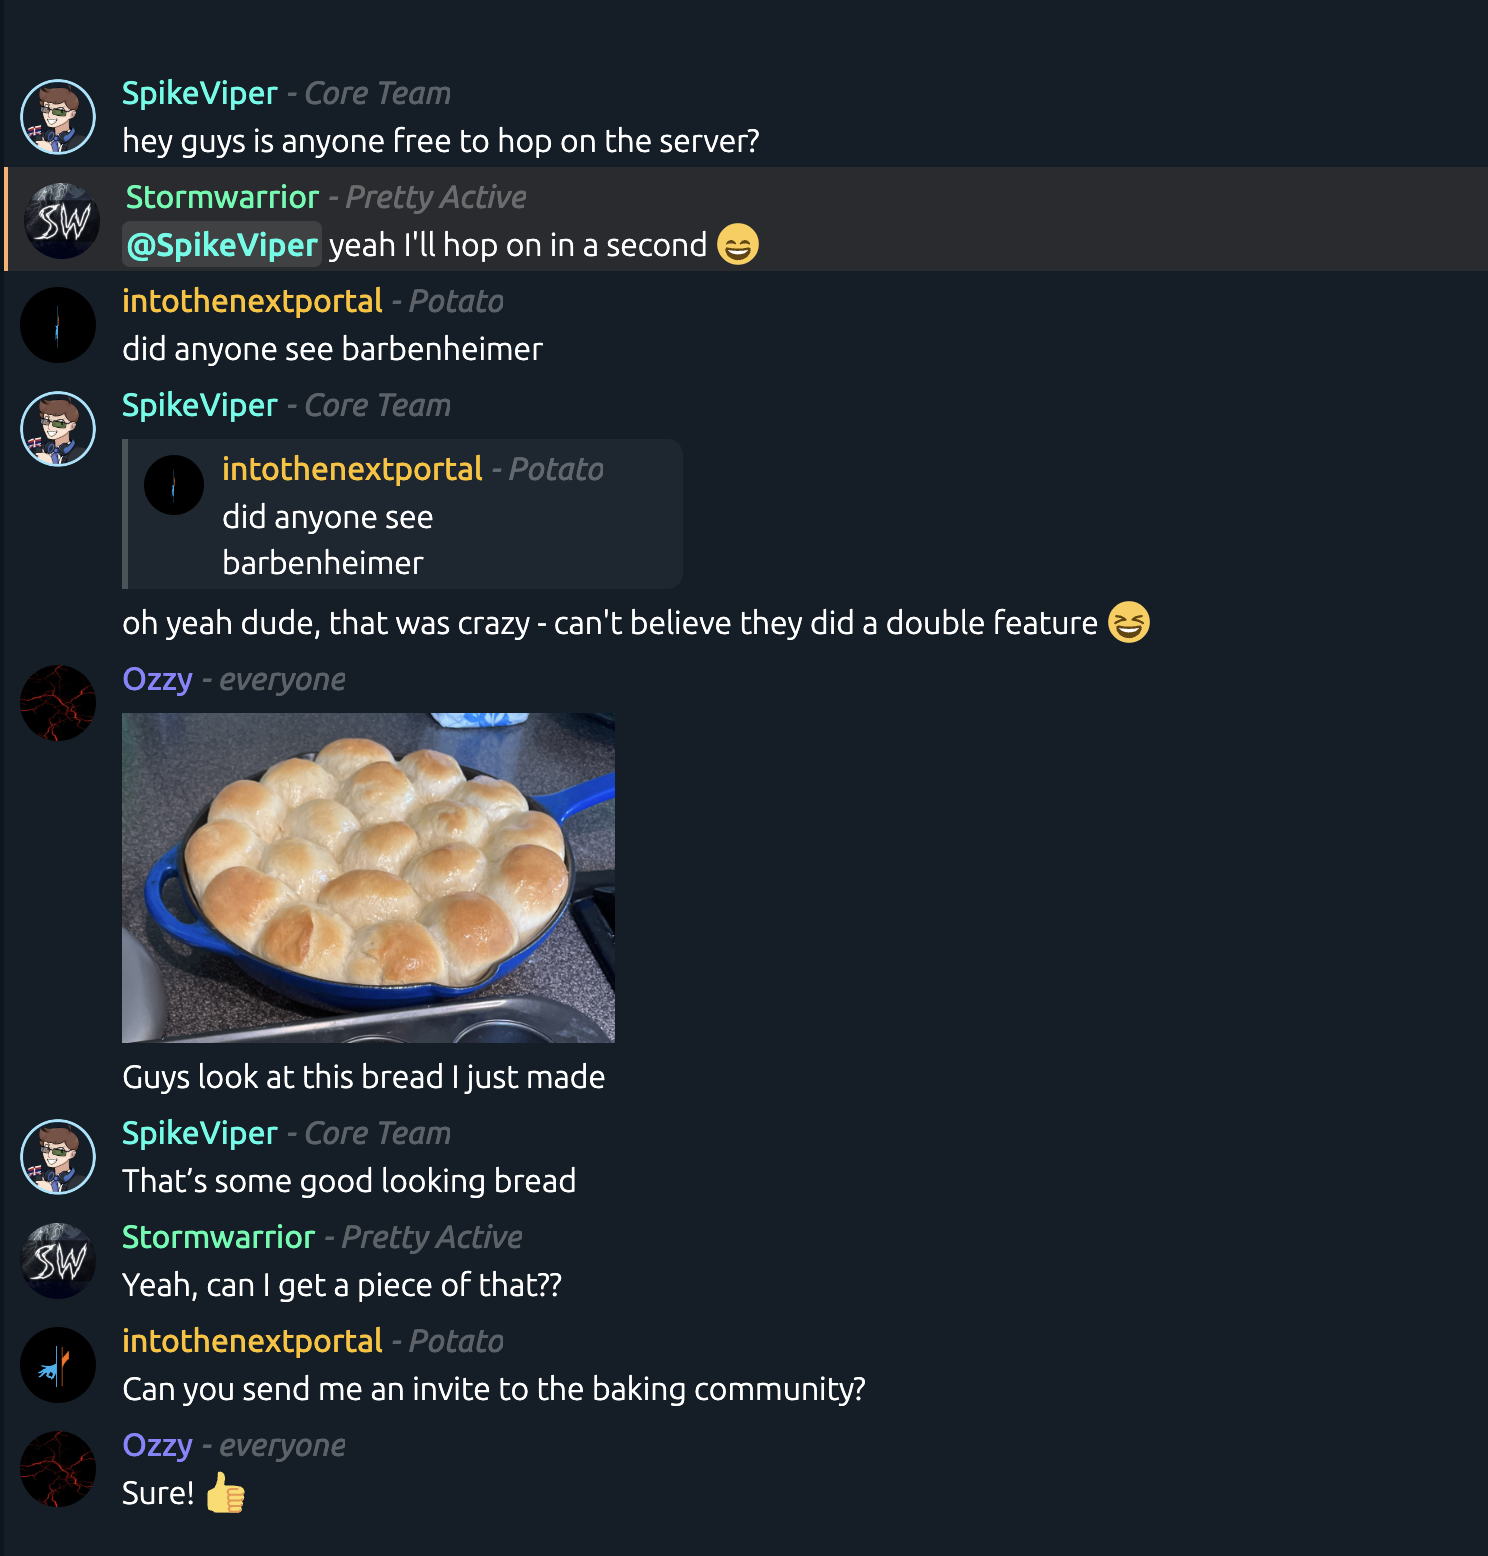 SpikeViper - Core Team
hey guys is anyone free to hop on the server?
SW
Stormwarrior - Pretty Active
@SpikeViper yeah I'll hop on in a second 😄
intothenextportal - Potato
did anyone see barbenheimer
SpikeViper - Core Team
intothenextportal - Potato
did anyone see
barbenheimer
oh yeah dude, that was crazy - can't believe they did a double feature 😆
Ozzy - everyone
Guys look at this bread I just made
SpikeViper - Core Team
That’s some good looking bread
SW
Stormwarrior - Pretty Active
Yeah, can I get a piece of that??
intothenextportal - Potato
Can you send me an invite to the baking community?
Ozzy - everyone
Sure! 👍